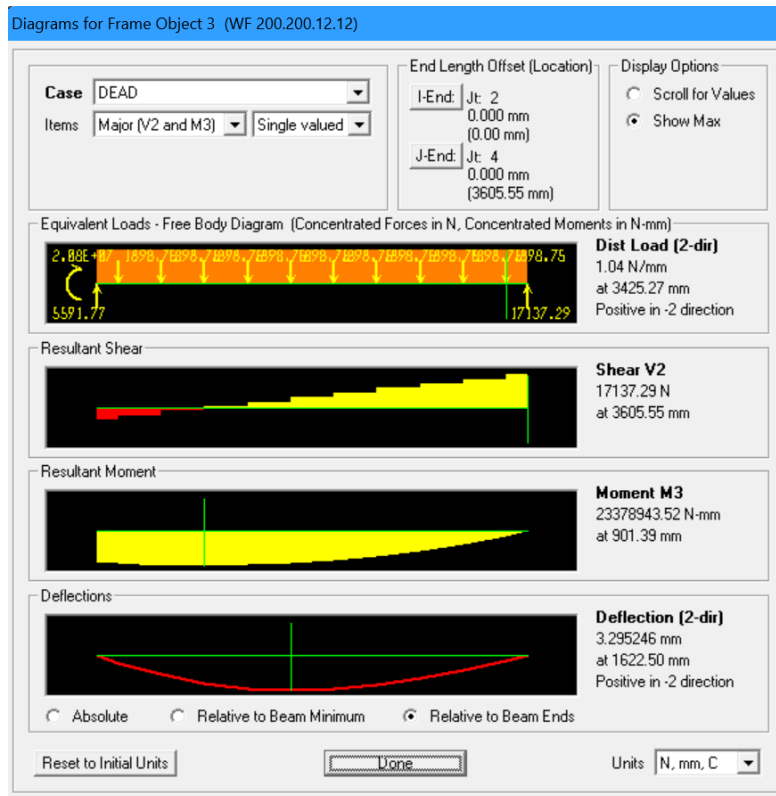 Diagrams for Frame Object 3 (WF 200.200.12.12)
Case DEAD
Items Major (V2 and M3) Single valued
End Length Offset (Location)
I-End: Jt: 2
0.000 mm
(0.00 mm)
J-End: Jt: 4
0.000 mm
(3605.55 mm)
Display Options
Scroll for Values
Show Max
Equivalent Loads - Free Body Diagram (Concentrated Forces in N, Concentrated Moments in N-mm)
2.08E+07
5591.77
17137.29
Dist Load (2-dir)
1.04 N/mm
at 3425.27 mm
Positive in -2 direction
Resultant Shear
Shear V2
17137.29 N
at 3605.55 mm
Resultant Moment
Moment M3
23378943.52 N-mm
at 901.39 mm
Deflections
Deflection (2-dir)
3.295246 mm
at 1622.50 mm
Positive in -2 direction
Absolute Relative to Beam Minimum Relative to Beam Ends
Reset to Initial Units Done Units N, mm, C